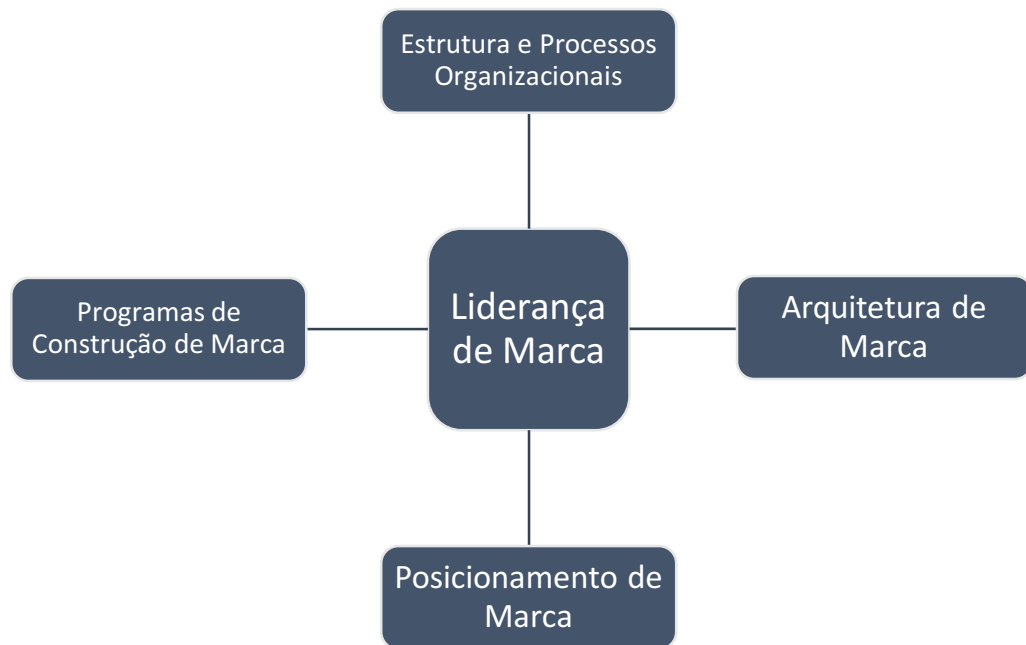 Estrutura e Processos
Organizacionais
Programas de
Construção de Marca
Liderança
de Marca
Arquitetura de
Marca
Posicionamento de
Marca